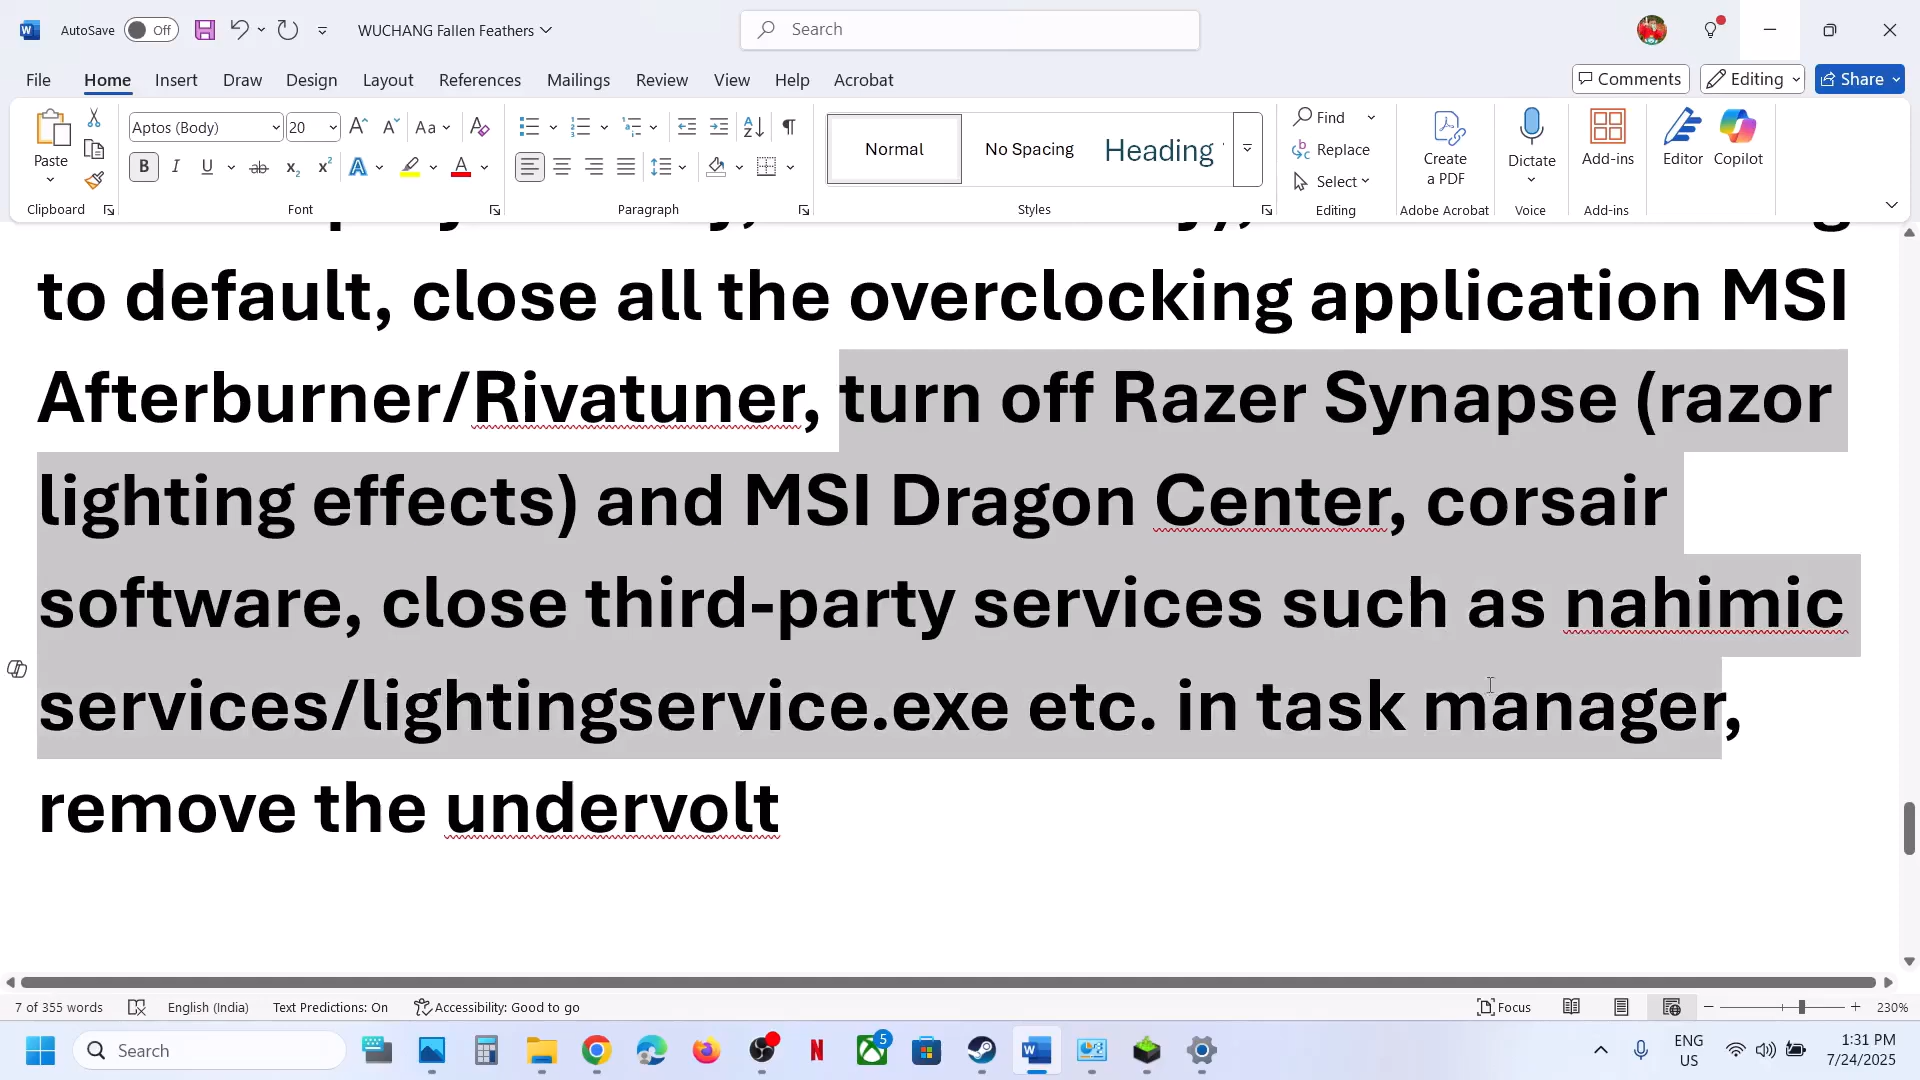 AutoSave Off WUCHANG Fallen Feathers Search
File Home Insert Draw Design Layout References Mailings Review View Help Acrobat Comments Editing Share
Paste Aptos (Body) 20 Aa Normal No Spacing Heading Find Replace Select Create a PDF Dictate Add-ins Editor Copilot
Clipboard Font Paragraph Styles Editing Adobe Acrobat Voice Add-ins
to default, close all the overclocking application MSI
Afterburner/Rivatuner, turn off Razer Synapse (razor
lighting effects) and MSI Dragon Center, corsair
software, close third-party services such as nahimic
services/lightingservice.exe etc. in task manager,
remove the undervolt
7 of 355 words English (India) Text Predictions: On Accessibility: Good to go Focus 230%
Search 5 ENG US 1:31 PM 7/24/2025